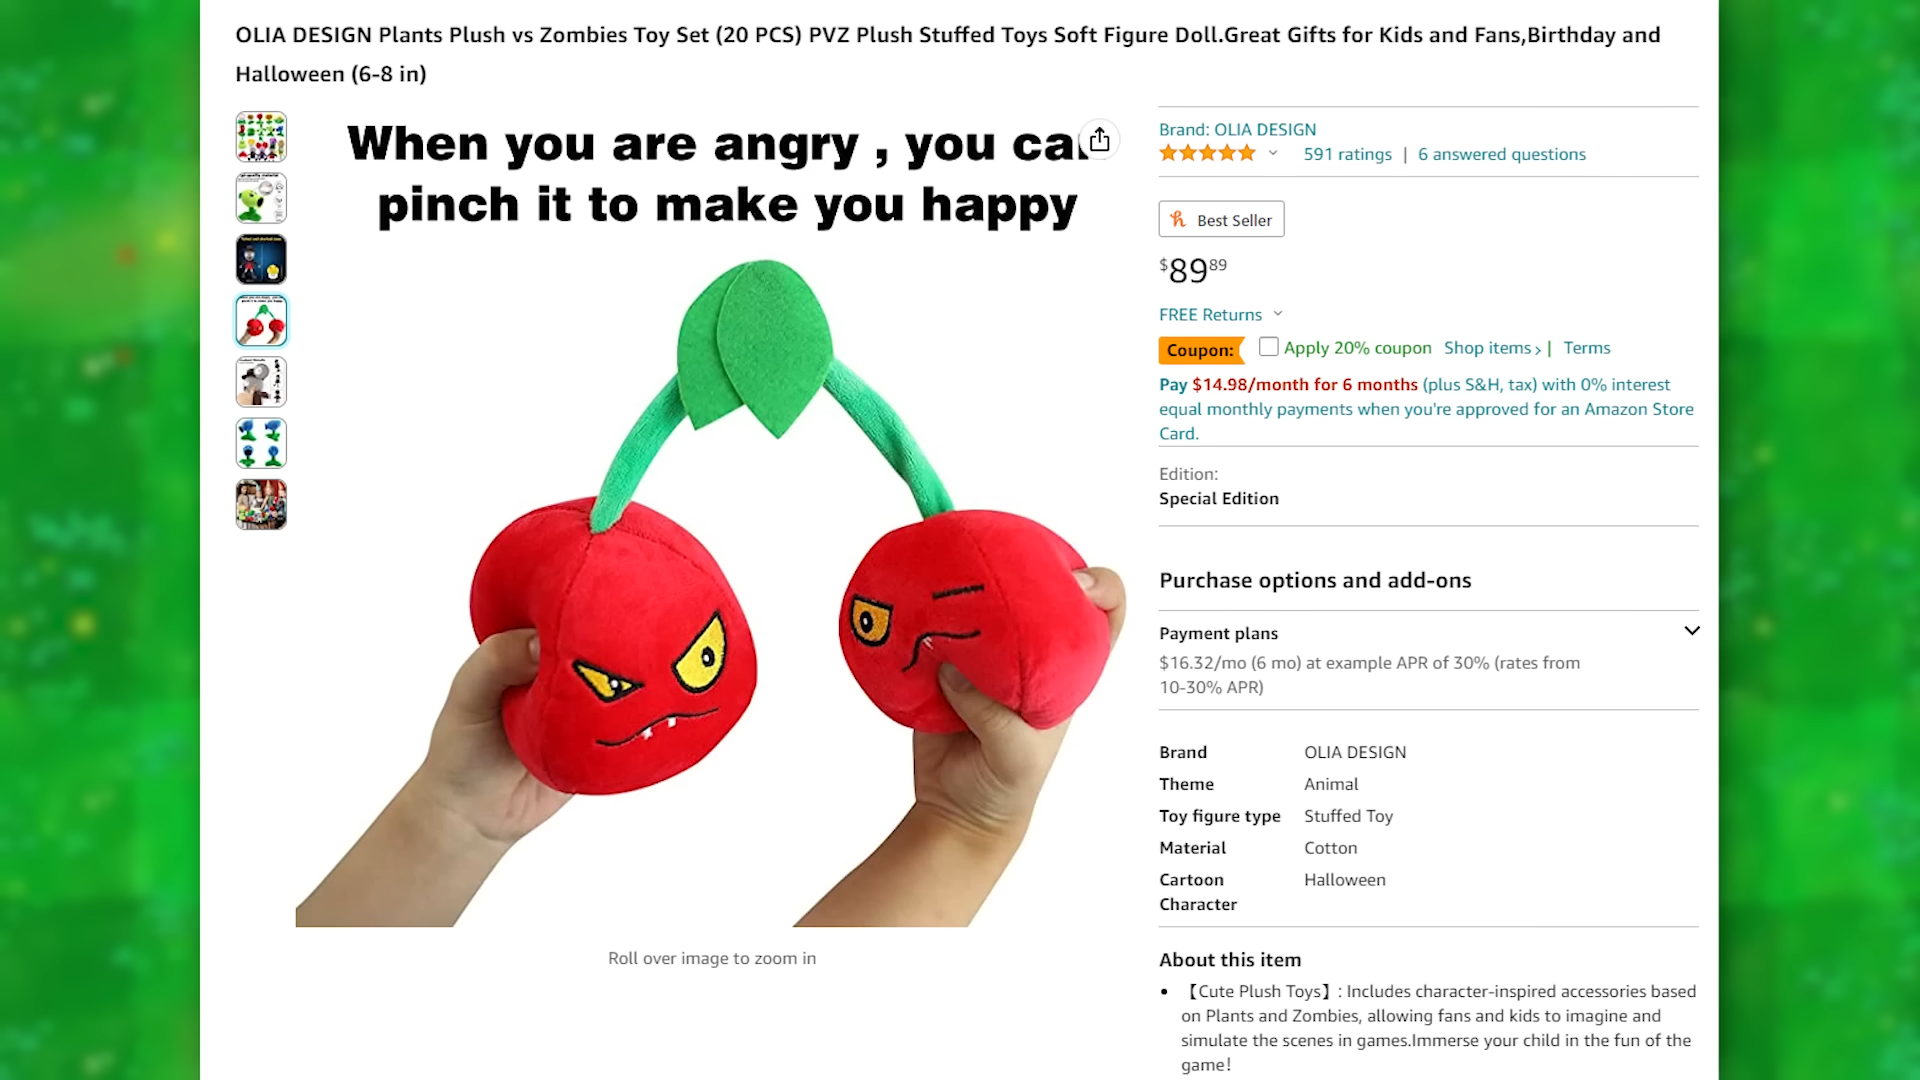 OLIA DESIGN Plants Plush vs Zombies Toy Set (20 PCS) PVZ Plush Stuffed Toys Soft Figure Doll.Great Gifts for Kids and Fans,Birthday and
Halloween (6-8 in)
When you are angry , you can
pinch it to make you happy
Roll over image to zoom in
Brand: OLIA DESIGN
591 ratings | 6 answered questions
Best Seller
$89 89
FREE Returns
Coupon: Apply 20% coupon Shop items › | Terms
Pay $14.98/month for 6 months (plus S&H, tax) with 0% interest
equal monthly payments when you're approved for an Amazon Store
Card.
Edition:
Special Edition
Purchase options and add-ons
Payment plans
$16.32/mo (6 mo) at example APR of 30% (rates from
10-30% APR)
Brand OLIA DESIGN
Theme Animal
Toy figure type Stuffed Toy
Material Cotton
Cartoon Halloween
Character
About this item
• 【Cute Plush Toys】: Includes character-inspired accessories based
on Plants and Zombies, allowing fans and kids to imagine and
simulate the scenes in games.Immerse your child in the fun of the
game!